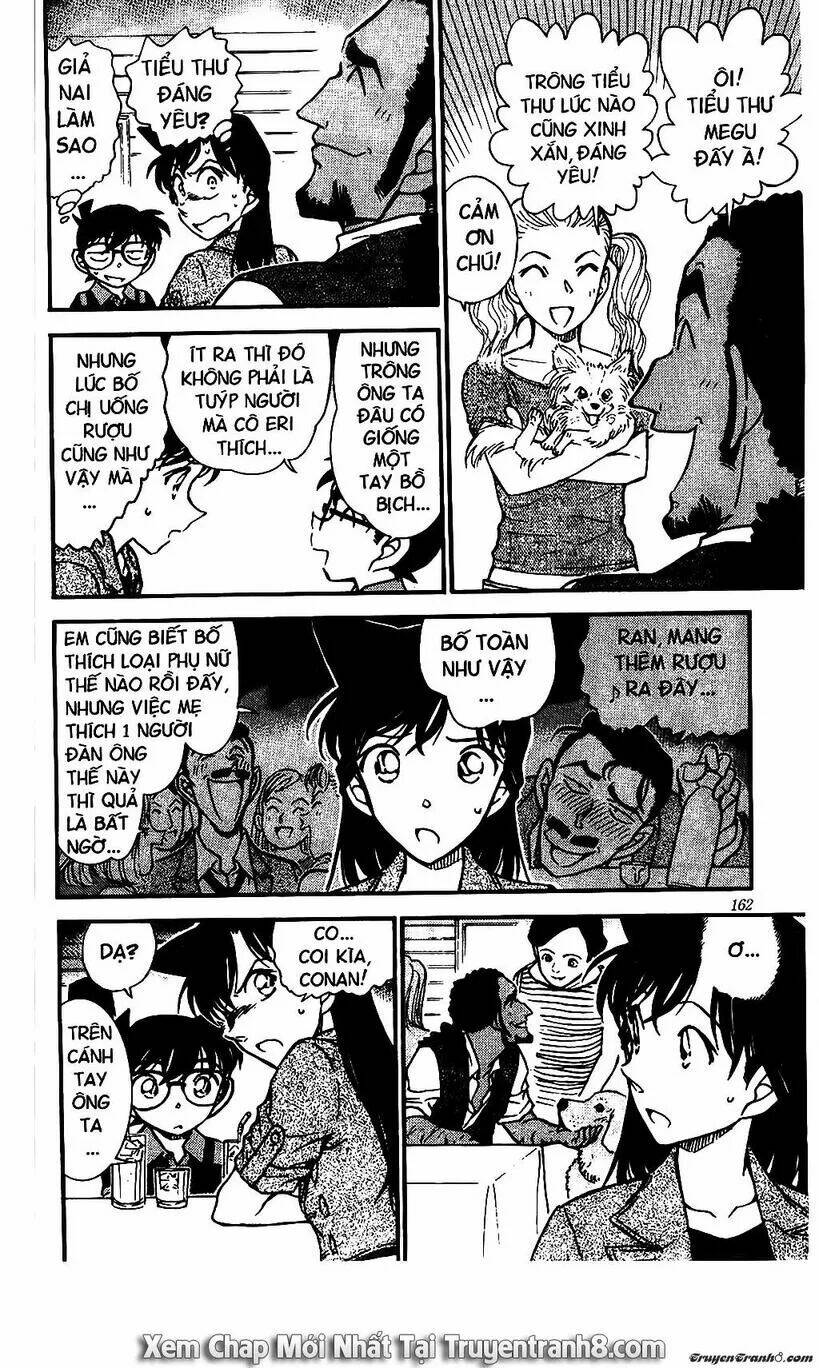 ÔI!
TIỂU THƯ
MEGU
ĐẤY À!
TRÔNG TIỂU
THƯ LÚC NÀO
CŨNG XINH
XẮN, ĐÁNG
YÊU!
CẢM
ƠN
CHÚ!
TIỂU THƯ
ĐÁNG
YÊU?
GIẢ
NAI
LÀM
SAO
...
NHƯNG
TRÔNG
ÔNG TA
ĐÂU CÓ
GIỐNG
MỘT
TAY BỒ
BỊCH...
ÍT RA THÌ ĐÓ
KHÔNG PHẢI LÀ
TUÝP NGƯỜI
MÀ CÔ ERI
THÍCH...
NHƯNG
LÚC BỐ
CHỊ UỐNG
RƯỢU
CŨNG NHƯ
VẬY MÀ
...
RAN, MANG
THÊM RƯỢU
RA ĐÂY...
BỐ TOÀN
NHƯ VẬY
...
EM CŨNG BIẾT BỐ
THÍCH LOẠI PHỤ NỮ
THẾ NÀO RỒI ĐẤY,
NHƯNG VIỆC MẸ
THÍCH 1 NGƯỜI
ĐÀN ÔNG
THẾ NÀY
THÌ QUẢ
LÀ BẤT
NGỜ...
162
Ơ...
CO...
COI KÌA,
CONAN!
DẠ?
TRÊN
CÁNH
TAY
ÔNG
TA
...
Xem Chap Mới Nhất Tại Truyentranh8.com
TruyenTranh8.com